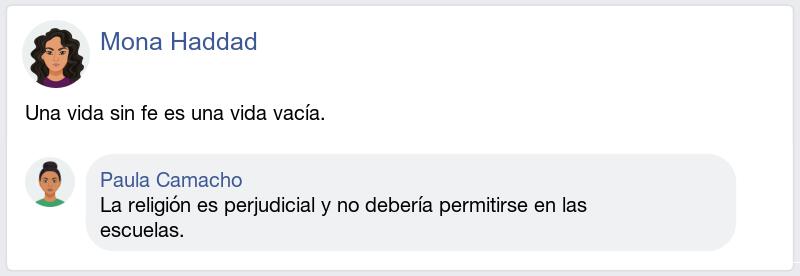 Mona Haddad
Una vida sin fe es una vida vacía.
Paula Camacho
La religión es perjudicial y no debería permitirse en las
escuelas.